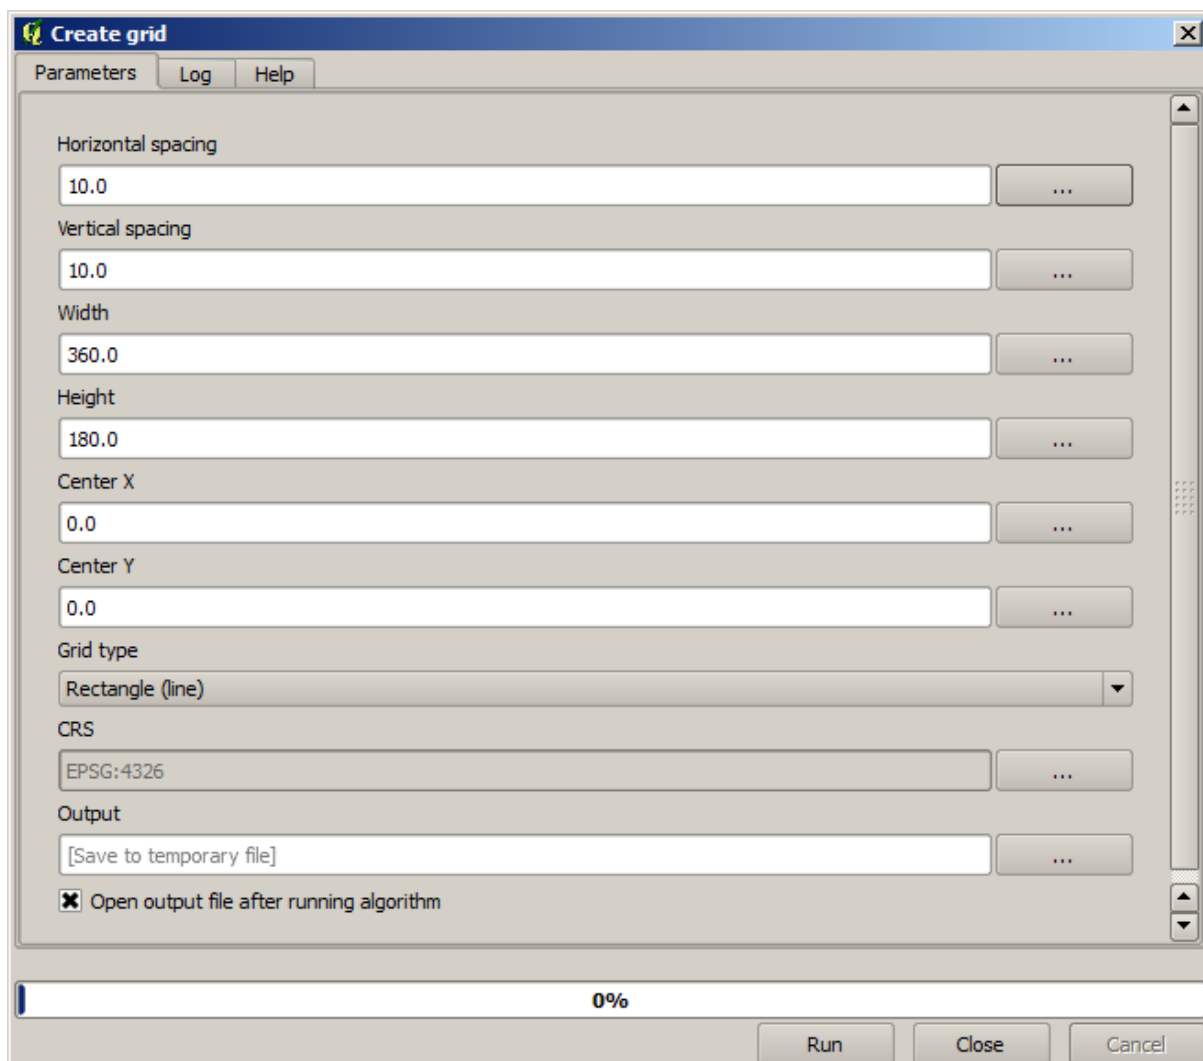 Create grid
Parameters Log Help
Horizontal spacing
10.0 ...
Vertical spacing
10.0 ...
Width
360.0 ...
Height
180.0 ...
Center X
0.0 ...
Center Y
0.0 ...
Grid type
Rectangle (line)
CRS
EPSG:4326 ...
Output
[Save to temporary file] ...
Open output file after running algorithm
0%
Run Close Cancel